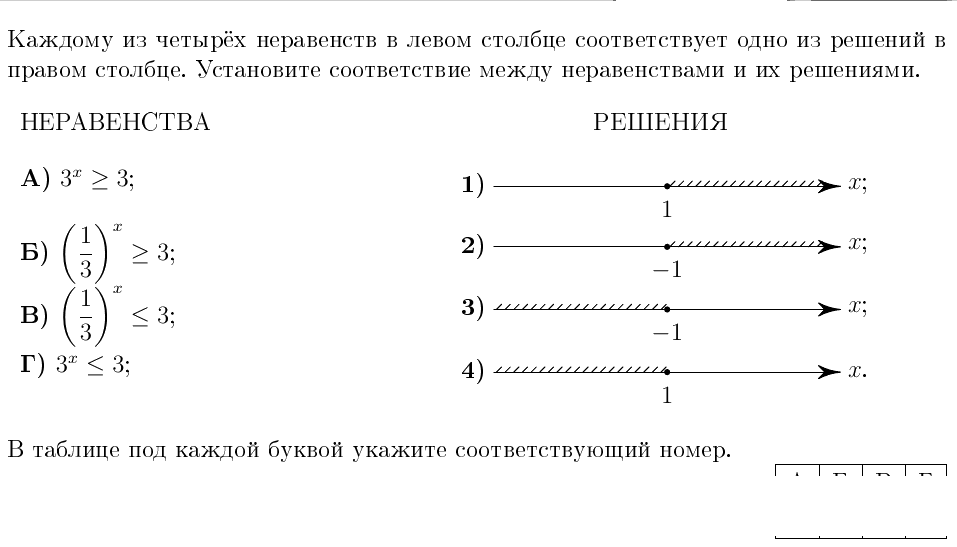 Каждому из четырёх неравенств в левом столбце соответствует одно из решений в
правом столбце. Установите соответствие между неравенствами и их решениями.
НЕРАВЕНСТВА
РЕШЕНИЯ
А) 3^x ≥ 3;
Б) (1/3)^x ≥ 3;
В) (1/3)^x ≤ 3;
Г) 3^x ≤ 3;
1) x;
1
2) x;
−1
3) x;
−1
4) x.
1
В таблице под каждой буквой укажите соответствующий номер.